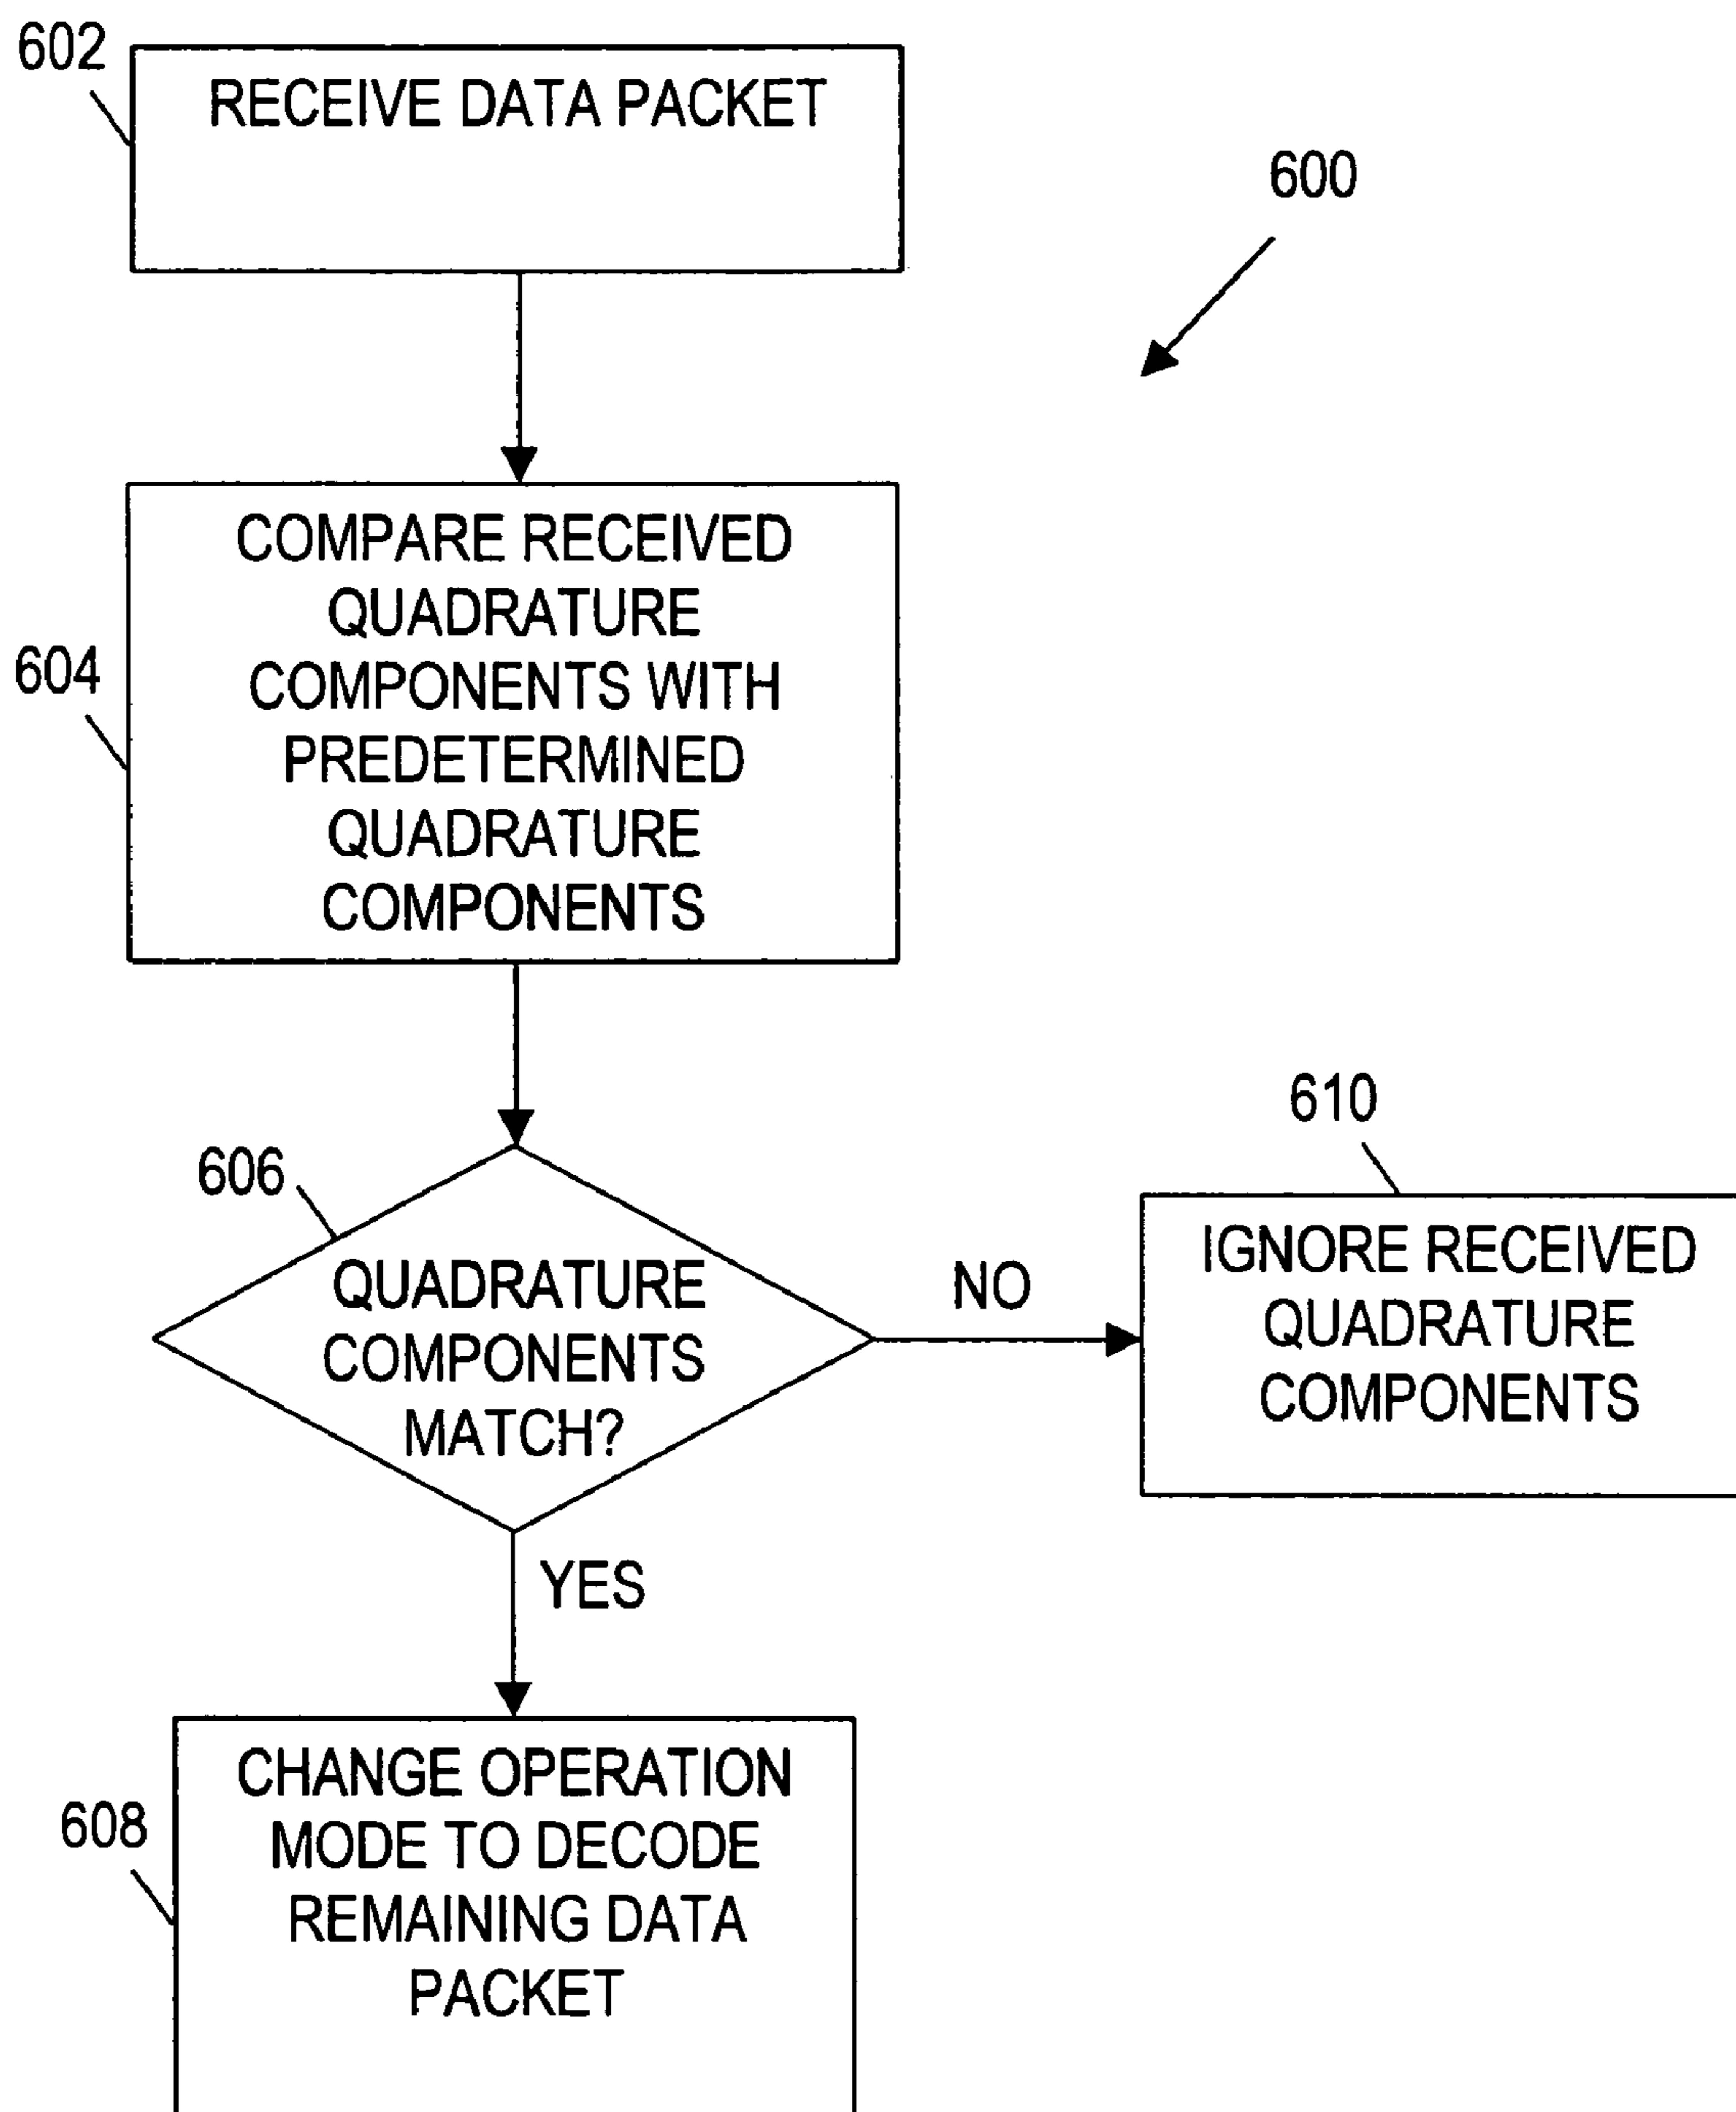 602
RECEIVE DATA PACKET
600
604
COMPARE RECEIVED
QUADRATURE
COMPONENTS WITH
PREDETERMINED
QUADRATURE
COMPONENTS
606
QUADRATURE
COMPONENTS
MATCH?
NO
610
IGNORE RECEIVED
QUADRATURE
COMPONENTS
YES
608
CHANGE OPERATION
MODE TO DECODE
REMAINING DATA
PACKET